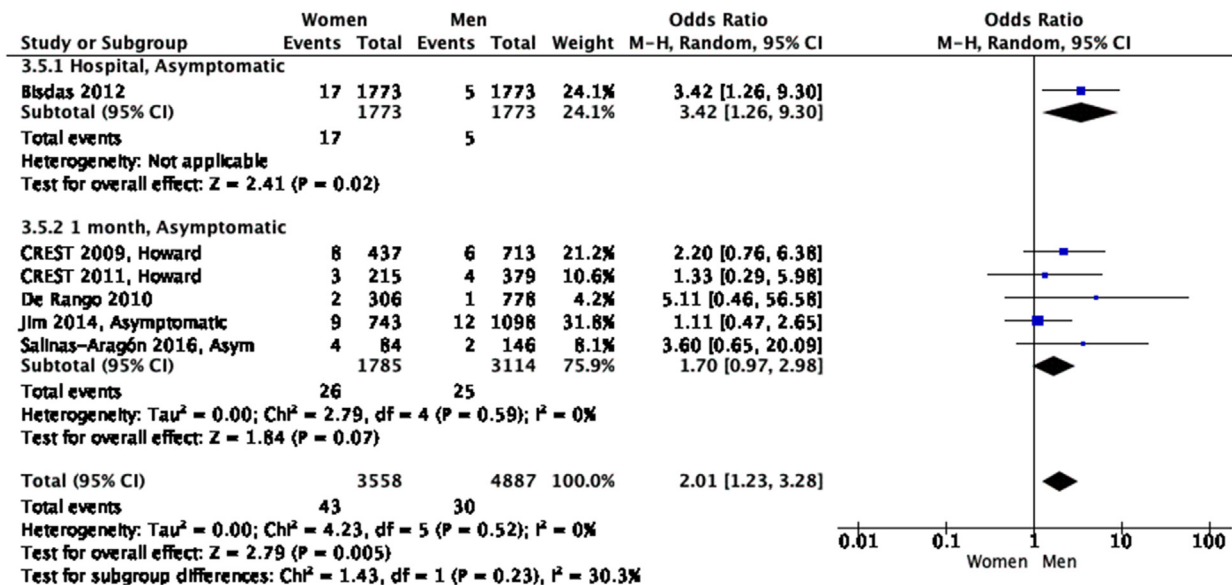 Women Men Odds Ratio Odds Ratio
Study or Subgroup Events Total Events Total Weight M-H, Random, 95% CI M-H, Random, 95% CI
3.5.1 Hospital, Asymptomatic
Bisdas 2012 17 1773 5 1773 24.1% 3.42 [1.26, 9.30]
Subtotal (95% CI) 1773 1773 24.1% 3.42 [1.26, 9.30]
Total events 17 5
Heterogeneity: Not applicable
Test for overall effect: Z = 2.41 (P = 0.02)
3.5.2 1 month, Asymptomatic
CREST 2009, Howard 8 437 6 713 21.2% 2.20 [0.76, 6.38]
CREST 2011, Howard 3 215 4 379 10.6% 1.33 [0.29, 5.98]
De Rango 2010 2 306 1 778 4.2% 5.11 [0.46, 56.58]
Jim 2014, Asymptomatic 9 743 12 1098 31.8% 1.11 [0.47, 2.65]
Salinas-Aragón 2016, Asym 4 84 2 146 8.1% 3.60 [0.65, 20.09]
Subtotal (95% CI) 1785 3114 75.9% 1.70 [0.97, 2.98]
Total events 26 25
Heterogeneity: Tau² = 0.00; Chi² = 2.79, df = 4 (P = 0.59); I² = 0%
Test for overall effect: Z = 1.84 (P = 0.07)
Total (95% CI) 3558 4887 100.0% 2.01 [1.23, 3.28]
Total events 43 30
Heterogeneity: Tau² = 0.00; Chi² = 4.23, df = 5 (P = 0.52); I² = 0%
Test for overall effect: Z = 2.79 (P = 0.005)
Test for subgroup differences: Chi² = 1.43, df = 1 (P = 0.23), I² = 30.3%
0.01 0.1 1 10 100
Women Men